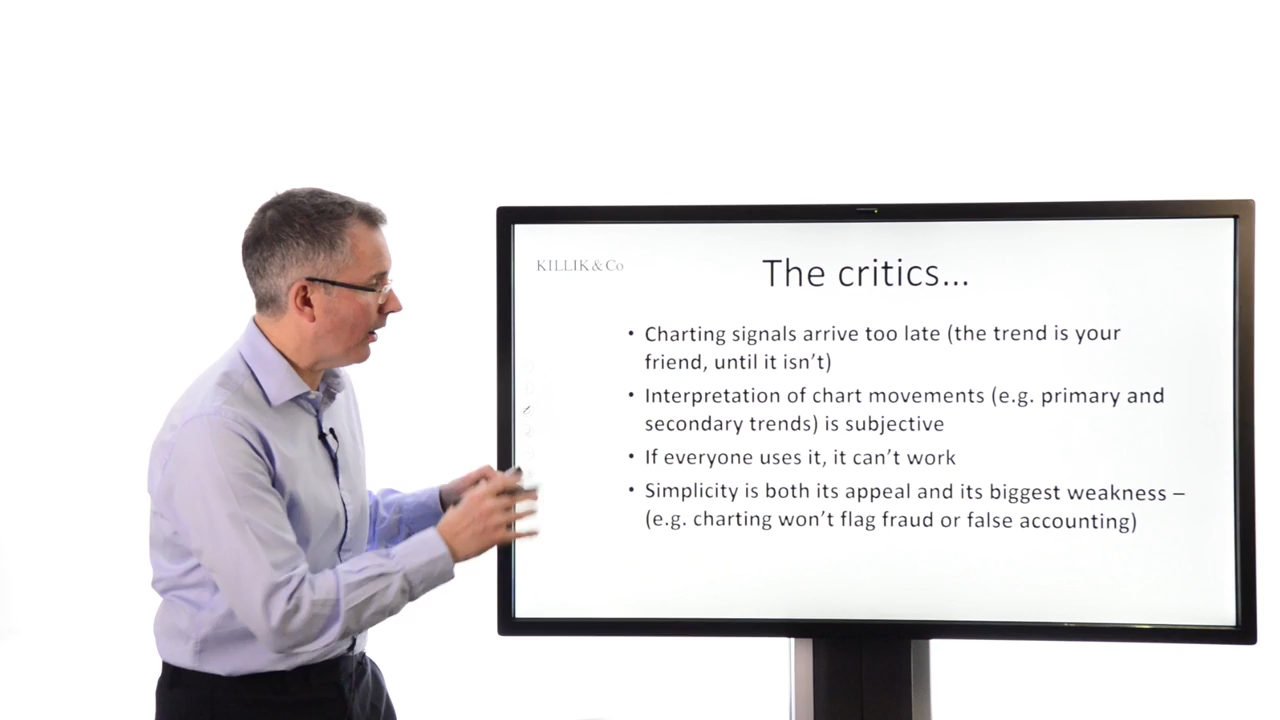 KILLIK & Co
The critics...
• Charting signals arrive too late (the trend is your
friend, until it isn't)
• Interpretation of chart movements (e.g. primary and
secondary trends) is subjective
• If everyone uses it, it can't work
• Simplicity is both its appeal and its biggest weakness –
(e.g. charting won't flag fraud or false accounting)